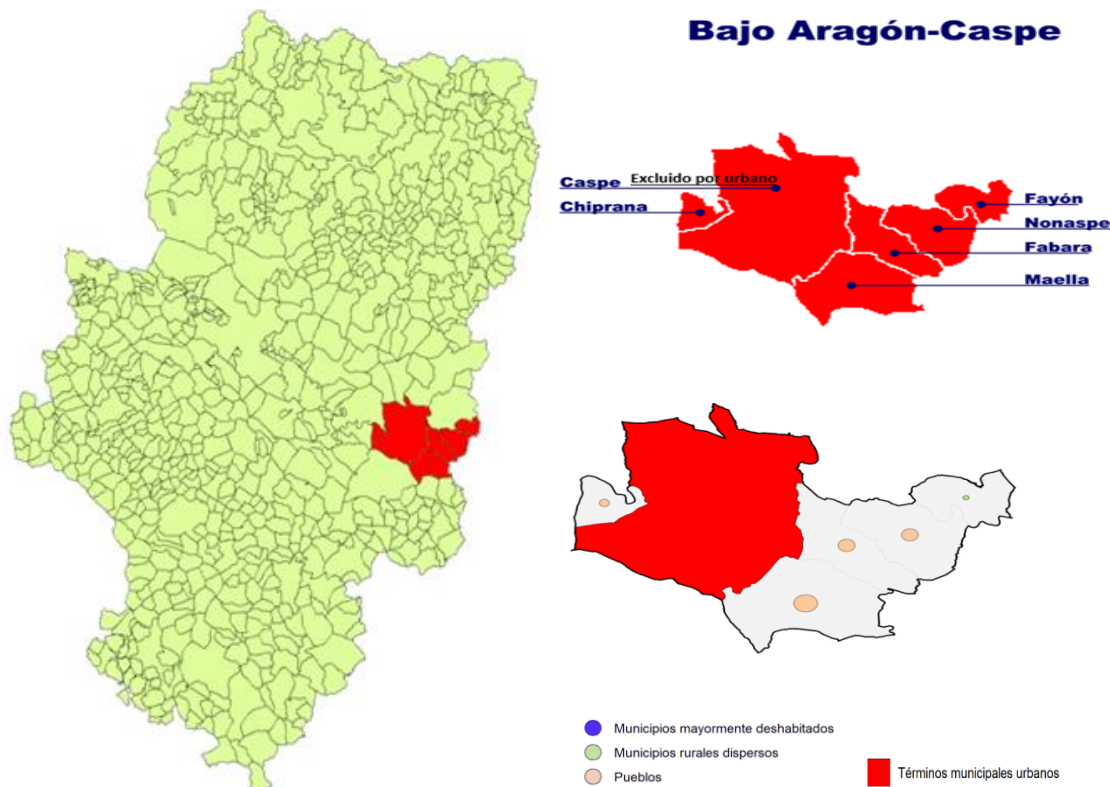 Bajo Aragón-Caspe
Excluido por urbano
Caspe
Chiprana
Fayón
Nonaspe
Fabara
Maella
Municipios mayormente deshabitados
Municipios rurales dispersos
Pueblos
Términos municipales urbanos